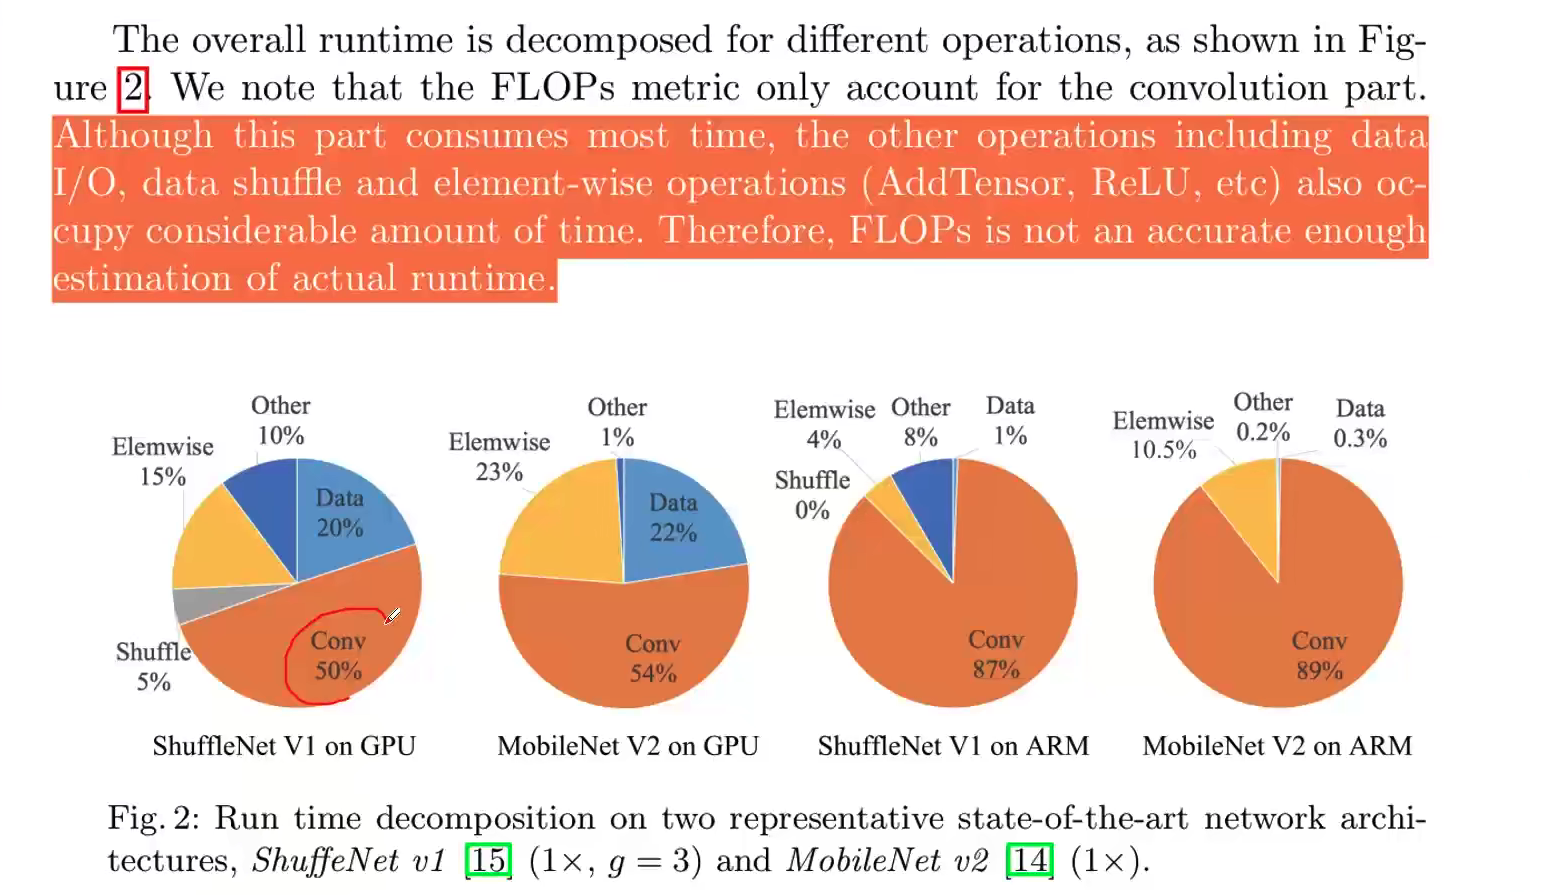 The overall runtime is decomposed for different operations, as shown in Fig-
ure 2. We note that the FLOPs metric only account for the convolution part.
Although this part consumes most time, the other operations including data
I/O, data shuffle and element-wise operations (AddTensor, ReLU, etc) also oc-
cupy considerable amount of time. Therefore, FLOPs is not an accurate enough
estimation of actual runtime.
Other
10%
Elemwise
15%
Data
20%
Conv
50%
Shuffle
5%
ShuffleNet V1 on GPU
Other
1%
Elemwise
23%
Data
22%
Conv
54%
MobileNet V2 on GPU
Elemwise
4%
Other
8%
Data
1%
Shuffle
0%
Conv
87%
ShuffleNet V1 on ARM
Elemwise
10.5%
Other
0.2%
Data
0.3%
Conv
89%
MobileNet V2 on ARM
Fig. 2: Run time decomposition on two representative state-of-the-art network archi-
tectures, ShuffeNet v1 [15] (1×, g = 3) and MobileNet v2 [14] (1×).